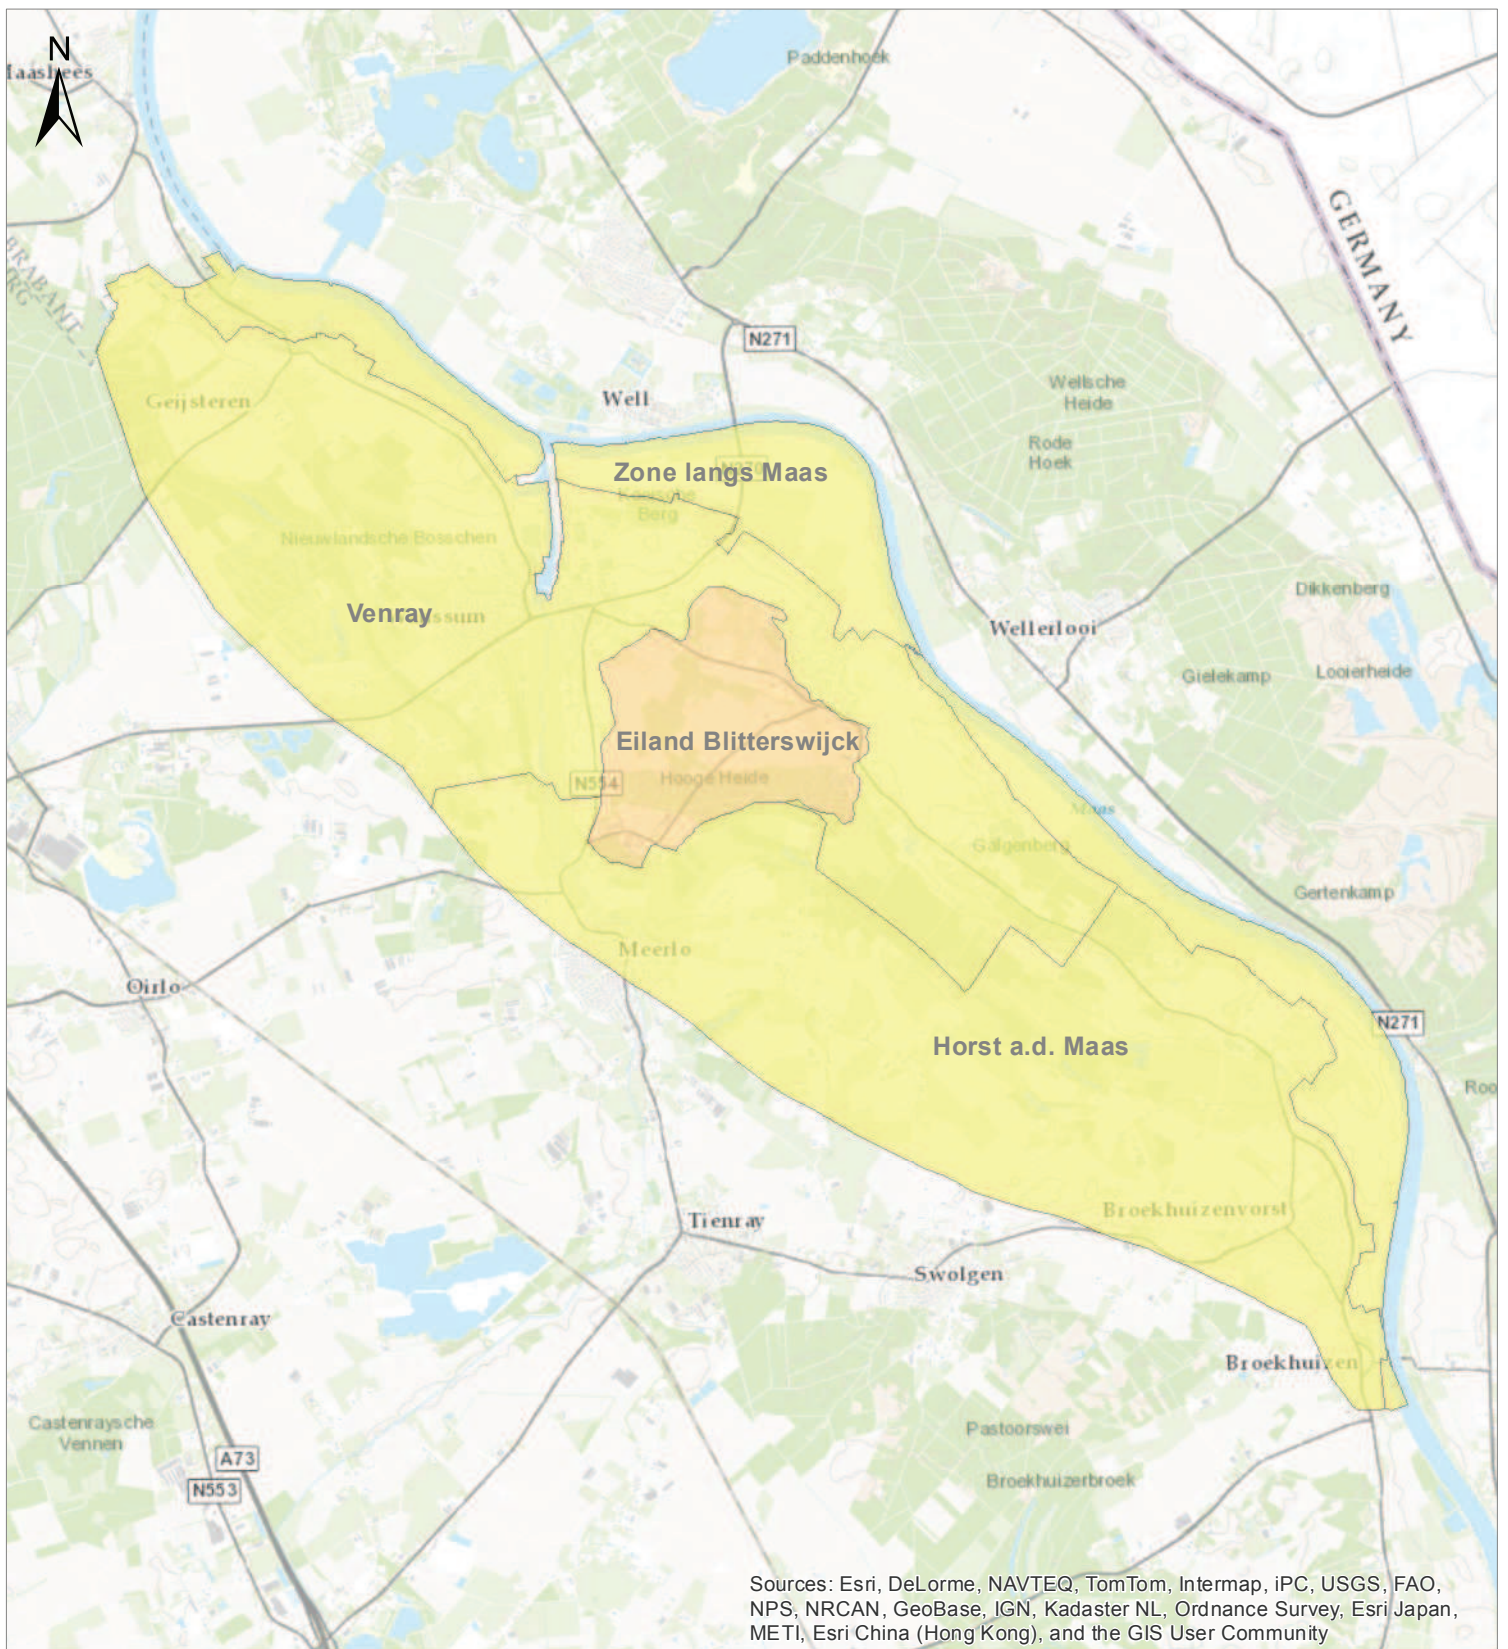 N
Paddenhoek
GERMANY
BRABANT
N271
Well
Wellsche
Heide
Rode
Hoek
Geijsteren
Zone langs Maas
Berg
Nieuwlandsche Bosschen
Venray
Wellerlooi
Dikkenberg
Gielekamp
Looierheide
Eiland Blitterswijck
N554
Hooge Heide
Maas
Galgenberg
Gertenkamp
Meerlo
Oirlo
N271
Horst a.d. Maas
Roo
Broekhuizenvorst
Tienray
Swolgen
Castenray
Broekhuizen
Castenraysche
Vennen
Pastoorswei
A73
N553
Broekhuizerbroek
Sources: Esri, DeLorme, NAVTEQ, TomTom, Intermap, iPC, USGS, FAO,
NPS, NRCAN, GeoBase, IGN, Kadaster NL, Ordnance Survey, Esri Japan,
METI, Esri China (Hong Kong), and the GIS User Community